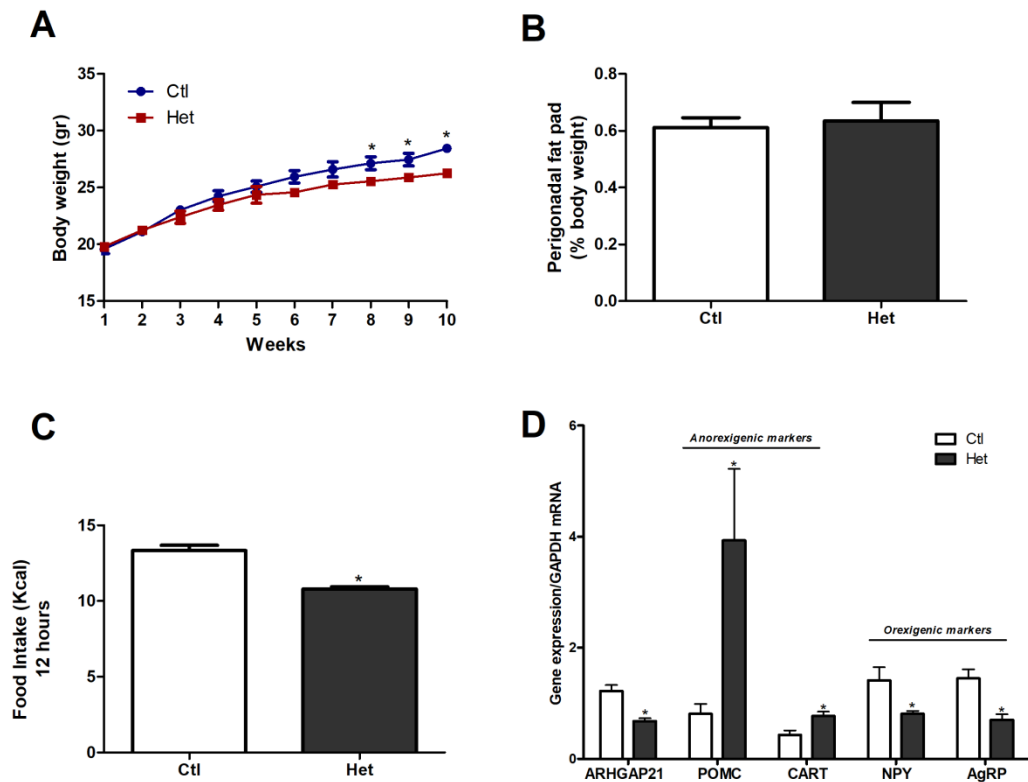 A
Body weight (gr)
35
30
25
20
15
Ctl
Het
*
*
*
1 2 3 4 5 6 7 8 9 10
Weeks
B
Perigonadal fat pad
(% body weight)
0.8
0.6
0.4
0.2
0.0
Ctl Het
C
Food Intake (Kcal)
12 hours
15
10
5
0
*
Ctl Het
D
Gene expression/GAPDH mRNA
6
4
2
0
Anorexigenic markers
Ctl
Het
Orexigenic markers
*
*
*
*
*
ARHGAP21 POMC CART NPY AgRP